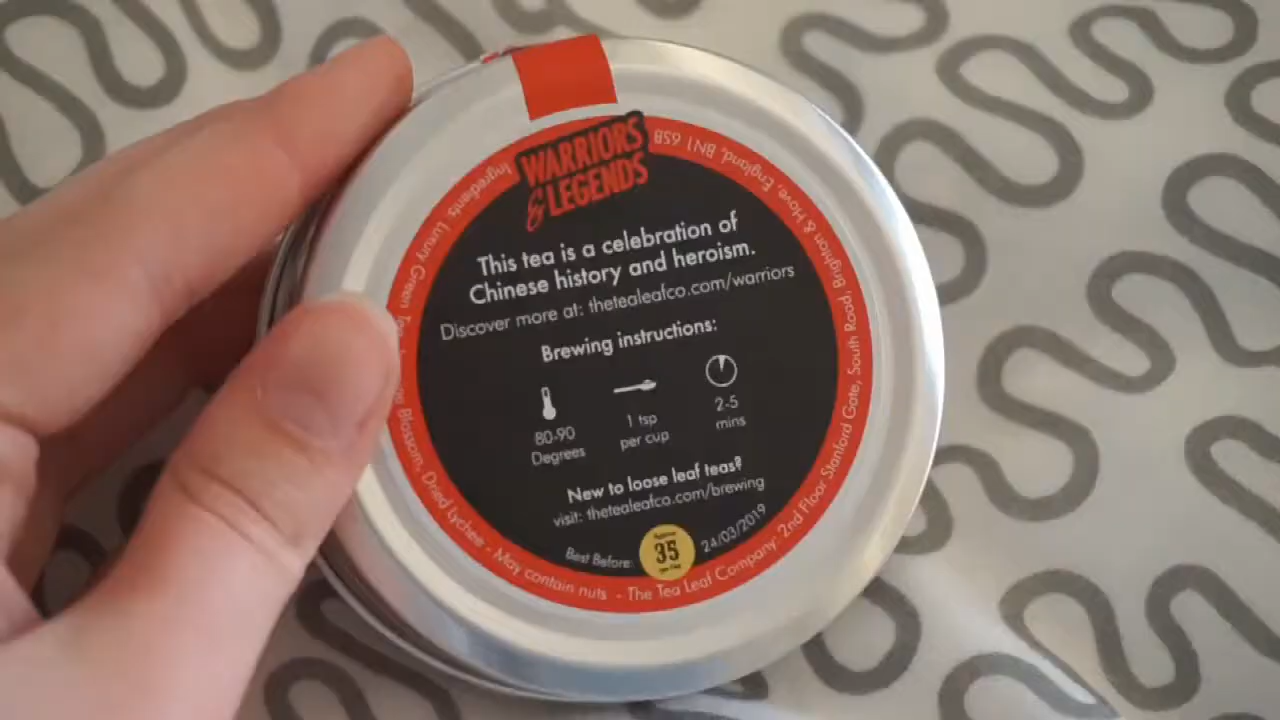 WARRIORS
& LEGENDS
This tea is a celebration of
Chinese history and heroism.
Discover more at: thetealeafco.com/warriors
Brewing instructions:
80-90
Degrees
1 tsp
per cup
2-5
mins
New to loose leaf teas?
visit: thetealeafco.com/brewing
Best Before: 24/03/2019
35
Ingredients: Luxury Green Blossom, Dried Lychee - May contain nuts - The Tea Leaf Company 2nd Floor Stanford Gate, South Road, Brighton & Hove, England, BN1 6SB